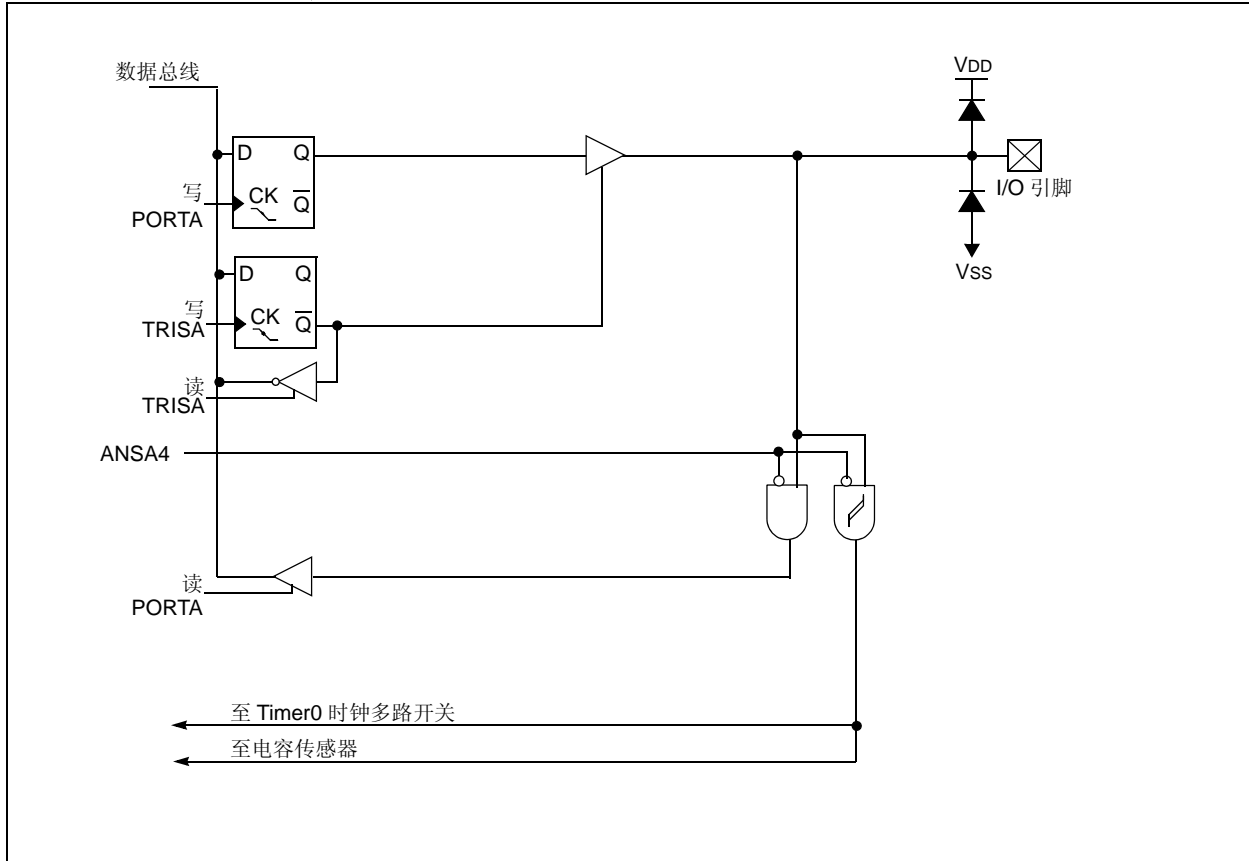 数据总线
VDD
D Q
写
PORTA
CK Q
I/O 引脚
D Q
VSS
写
TRISA
CK Q
读
TRISA
ANSA4
读
PORTA
至 Timer0 时钟多路开关
至电容传感器